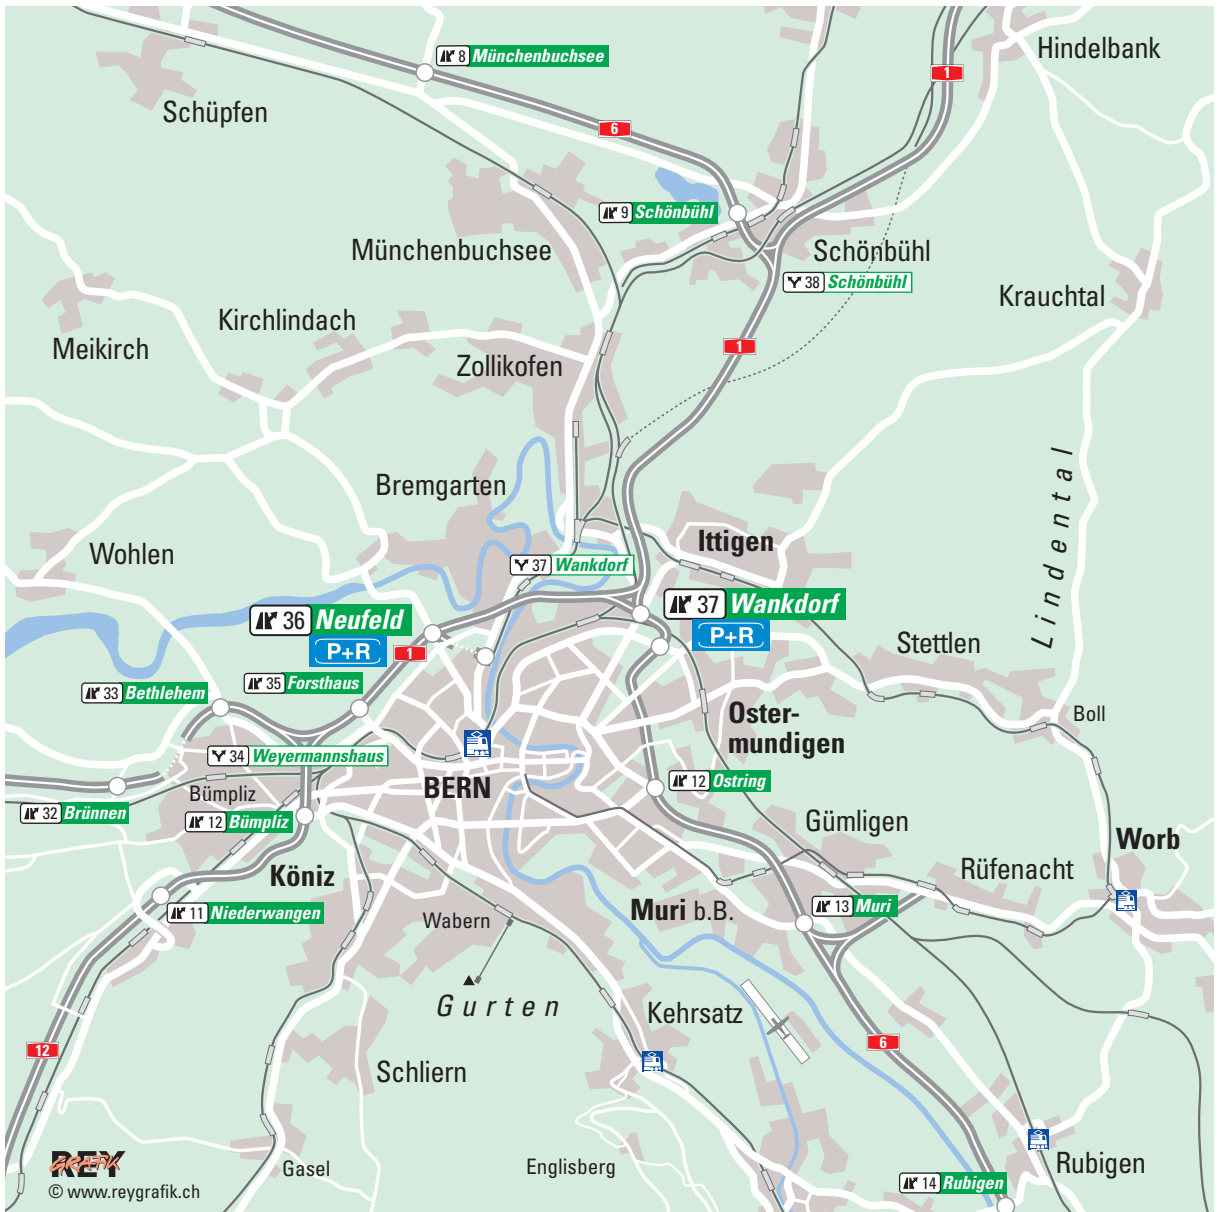 8 Münchenbuchsee
Hindelbank
1
Schüpfen
6
9 Schönbühl
Münchenbuchsee
Schönbühl
38 Schönbühl
Krauchtal
Kirchlindach
Meikirch
1
Zollikofen
Bremgarten
Lindental
Wohlen
Ittigen
37 Wankdorf
36 Neufeld
P+R
37 Wankdorf
P+R
1
Stettlen
35 Forsthaus
33 Bethlehem
Boll
Oster-
mundigen
34 Weyermannshaus
BERN
12 Ostring
Bümpliz
32 Brünnen
12 Bümpliz
Gümligen
Worb
Köniz
Rüfenacht
11 Niederwangen
Wabern
Muri b.B.
13 Muri
Gurten
Kehrsatz
12
6
Schliern
REY
GRAFIK
© www.reygrafik.ch
Gasel
Englisberg
Rubigen
14 Rubigen